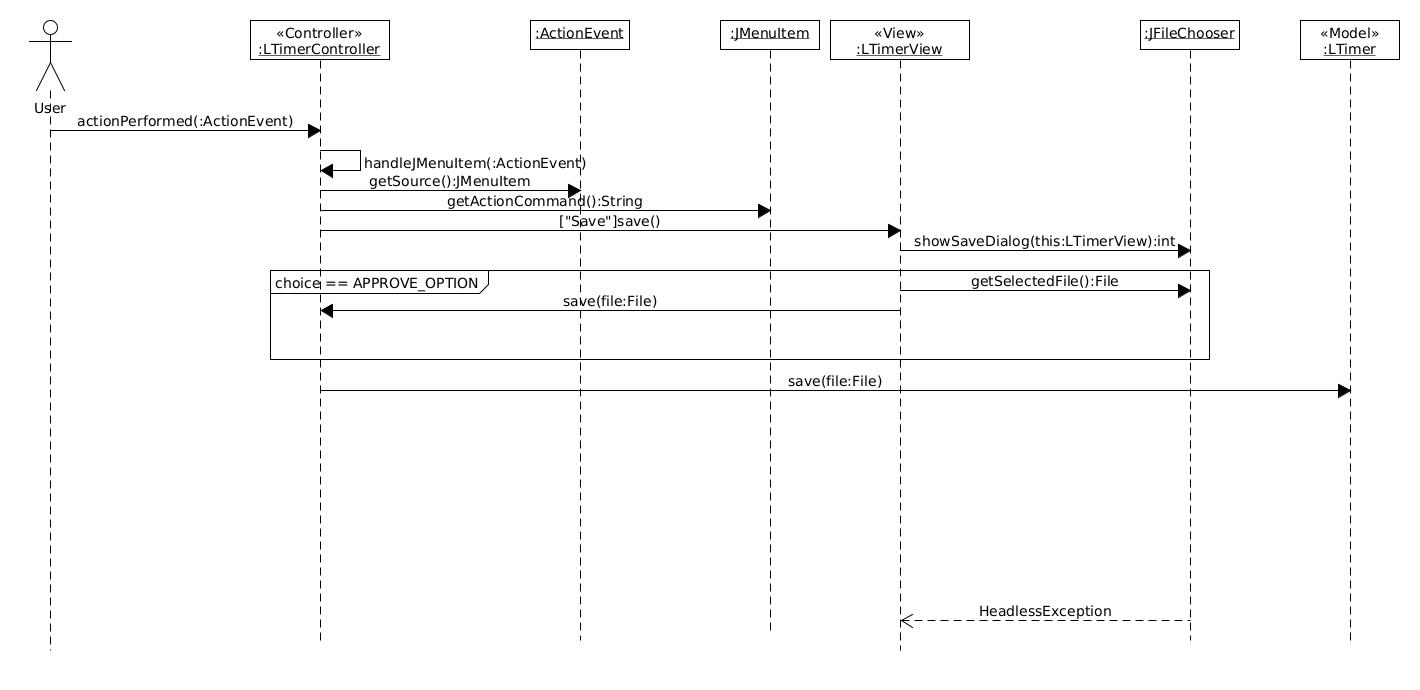 «Controller»
:LTimerController
:ActionEvent
:JMenuItem
«View»
:LTimerView
:JFileChooser
«Model»
:LTimer
User
actionPerformed(:ActionEvent)
handleJMenuItem(:ActionEvent)
getSource():JMenuItem
getActionCommand():String
["Save"]save()
showSaveDialog(this:LTimerView):int
choice == APPROVE_OPTION
getSelectedFile():File
save(file:File)
save(file:File)
HeadlessException